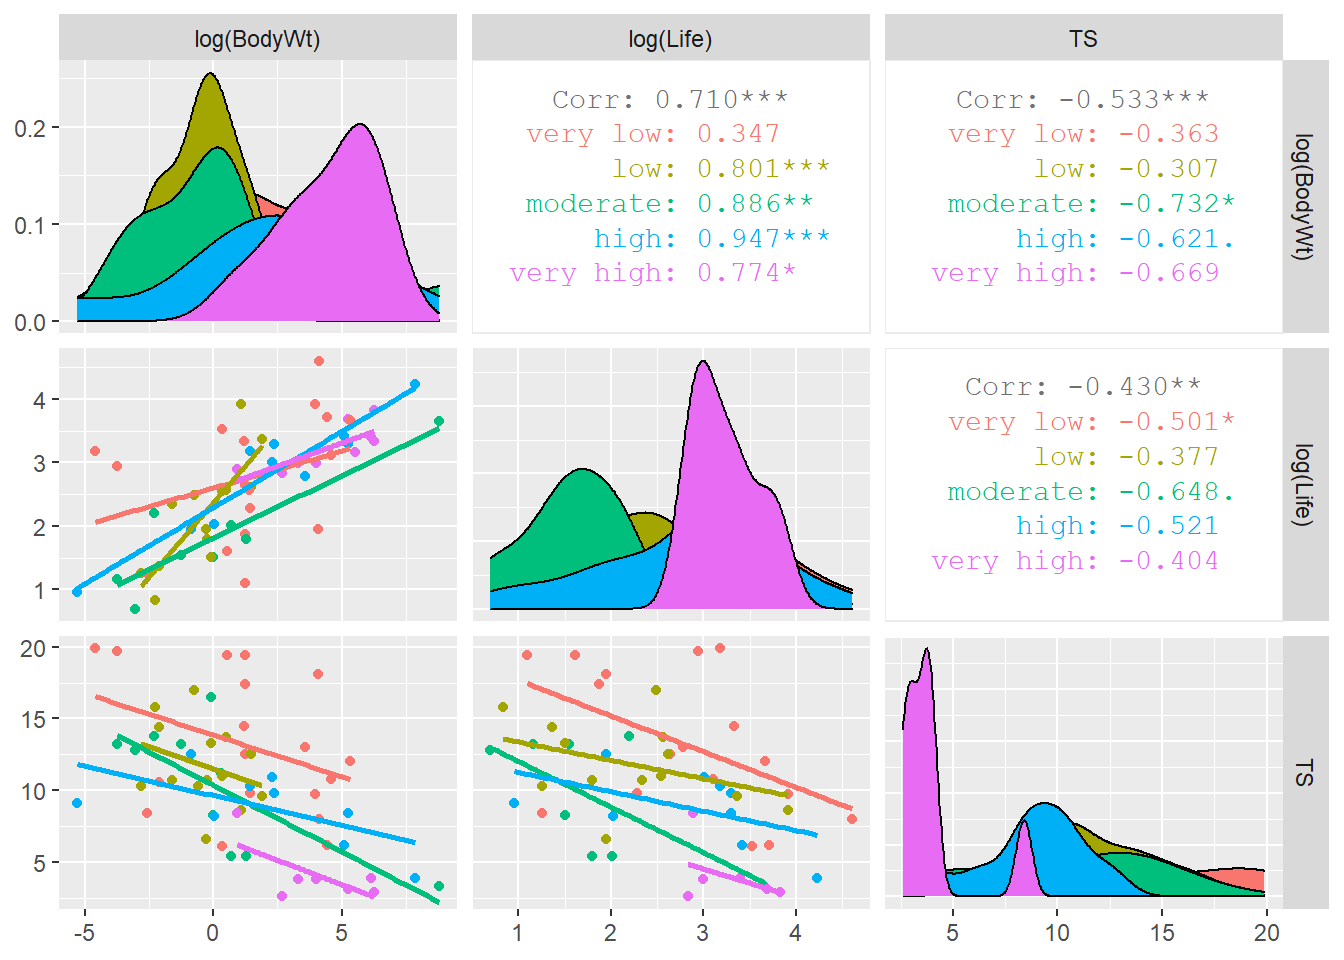 log(BodyWt) log(Life) TS
Corr: 0.710***
very low: 0.347
low: 0.801***
moderate: 0.886**
high: 0.947***
very high: 0.774*
Corr: -0.533***
very low: -0.363
low: -0.307
moderate: -0.732*
high: -0.621.
very high: -0.669
log(BodyWt)
0.2
0.1
0.0
Corr: -0.430**
very low: -0.501*
low: -0.377
moderate: -0.648.
high: -0.521
very high: -0.404
log(Life)
4
3
2
1
TS
20
15
10
5
-5 0 5 1 2 3 4 5 10 15 20